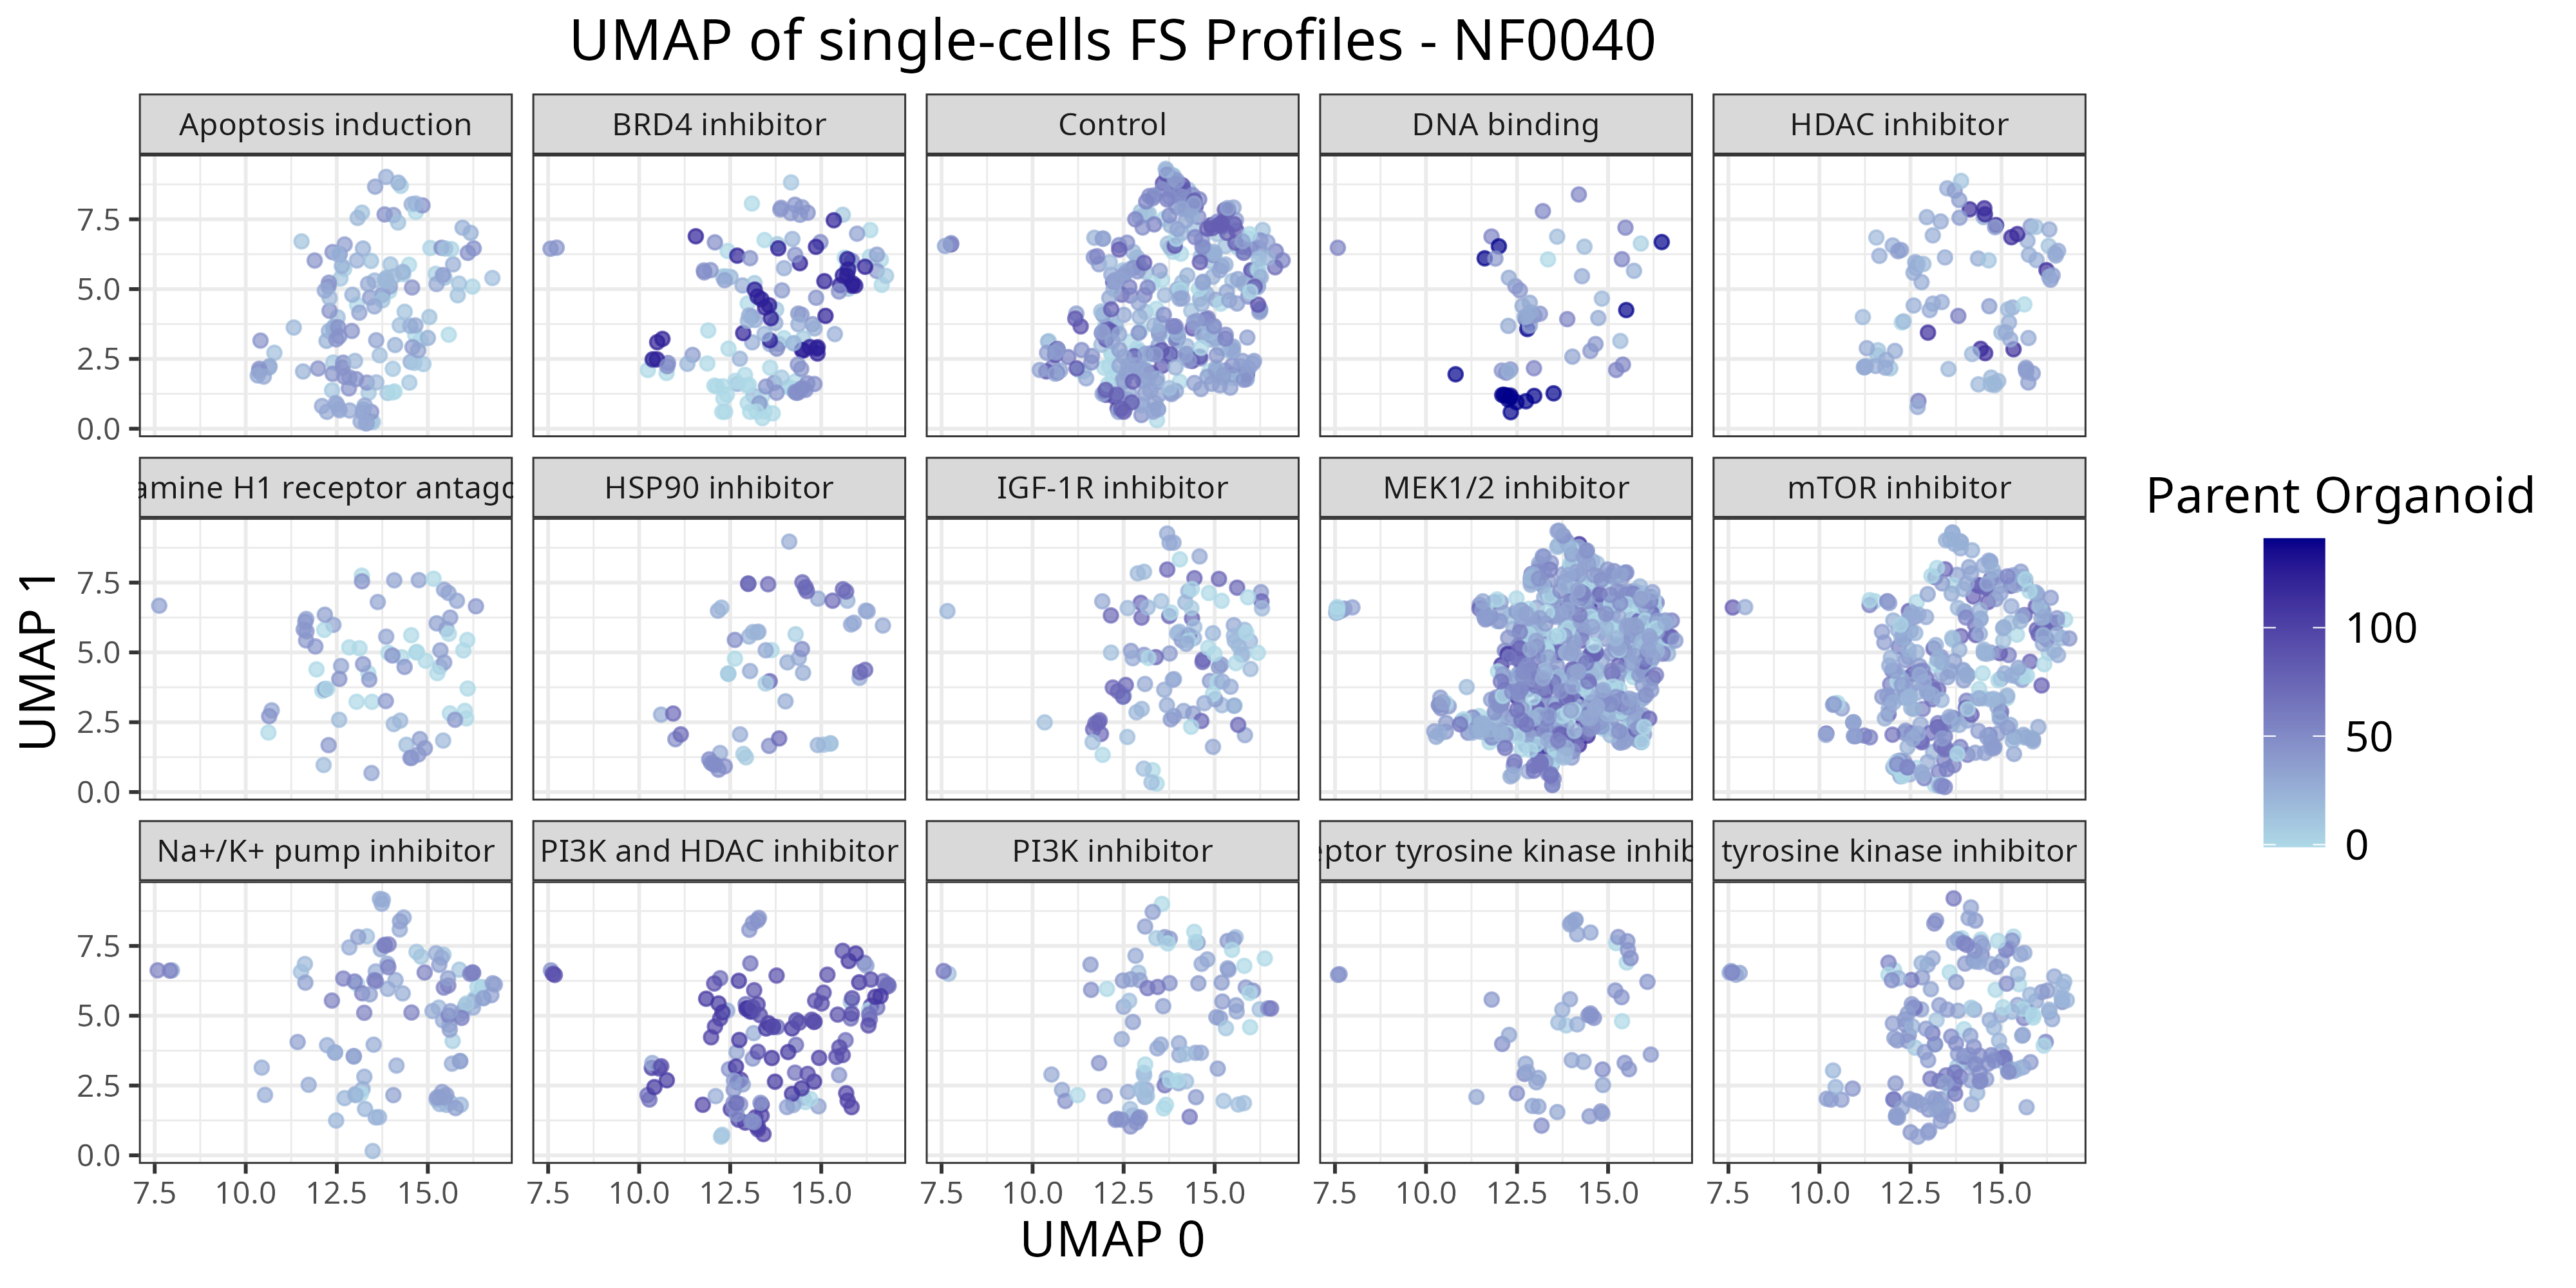 UMAP of single-cells FS Profiles - NF0040
Apoptosis induction
BRD4 inhibitor
Control
DNA binding
HDAC inhibitor
7.5
5.0
2.5
0.0
amine H1 receptor antago
HSP90 inhibitor
IGF-1R inhibitor
MEK1/2 inhibitor
mTOR inhibitor
7.5
5.0
2.5
0.0
Na+/K+ pump inhibitor
PI3K and HDAC inhibitor
PI3K inhibitor
eptor tyrosine kinase inhib
tyrosine kinase inhibitor
7.5
5.0
2.5
0.0
7.5 10.0 12.5 15.0
7.5 10.0 12.5 15.0
7.5 10.0 12.5 15.0
7.5 10.0 12.5 15.0
7.5 10.0 12.5 15.0
UMAP 0
UMAP 1
Parent Organoid
100
50
0